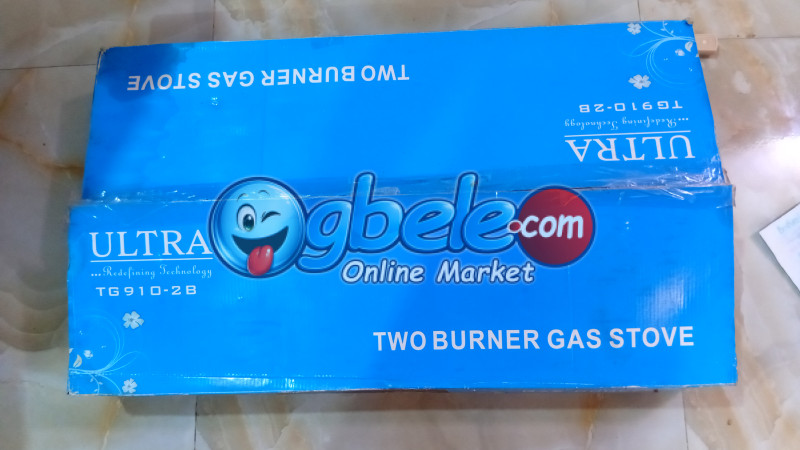 TWO BURNER GAS STOVE
TG910-2B
...Redefining Technology
ULTRA
Ogbele.com
Online Market
ULTRA
...Redefining Technology
TG910-2B
TWO BURNER GAS STOVE